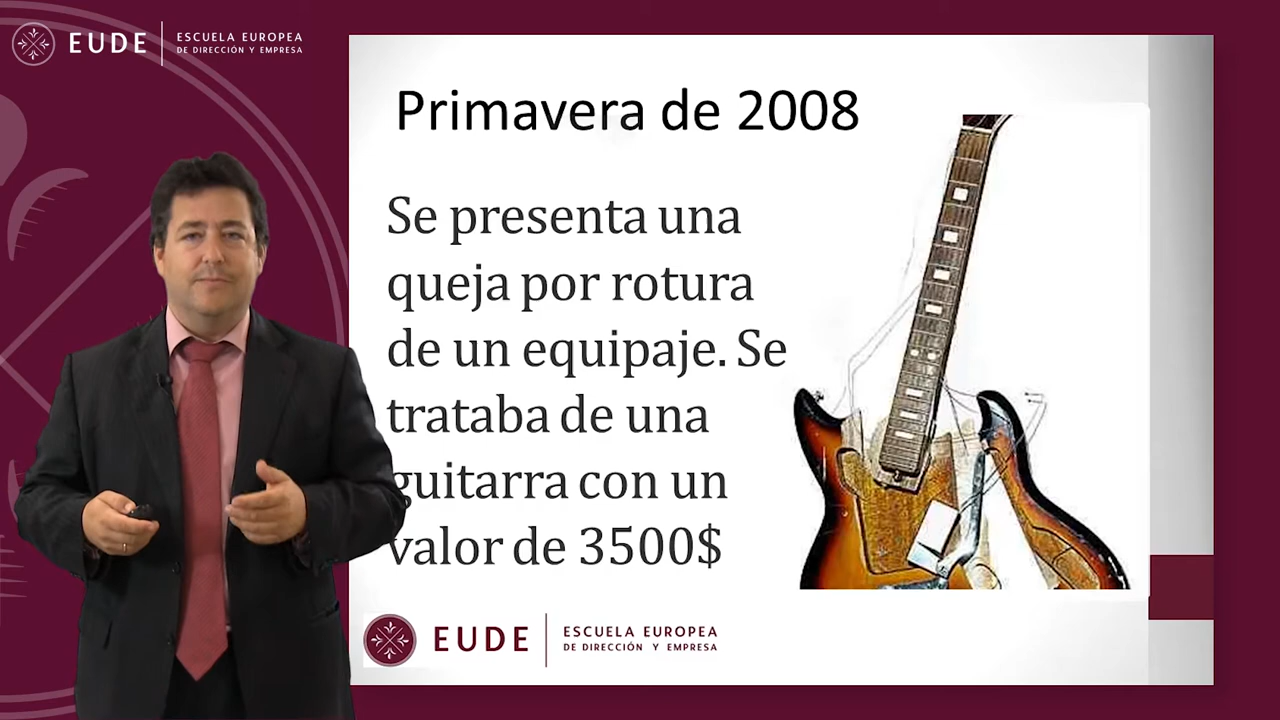 EUDE
ESCUELA EUROPEA
DE DIRECCIÓN Y EMPRESA
Primavera de 2008
Se presenta una
queja por rotura
de un equipaje. Se
trataba de una
guitarra con un
valor de 3500$
EUDE
ESCUELA EUROPEA
DE DIRECCIÓN Y EMPRESA